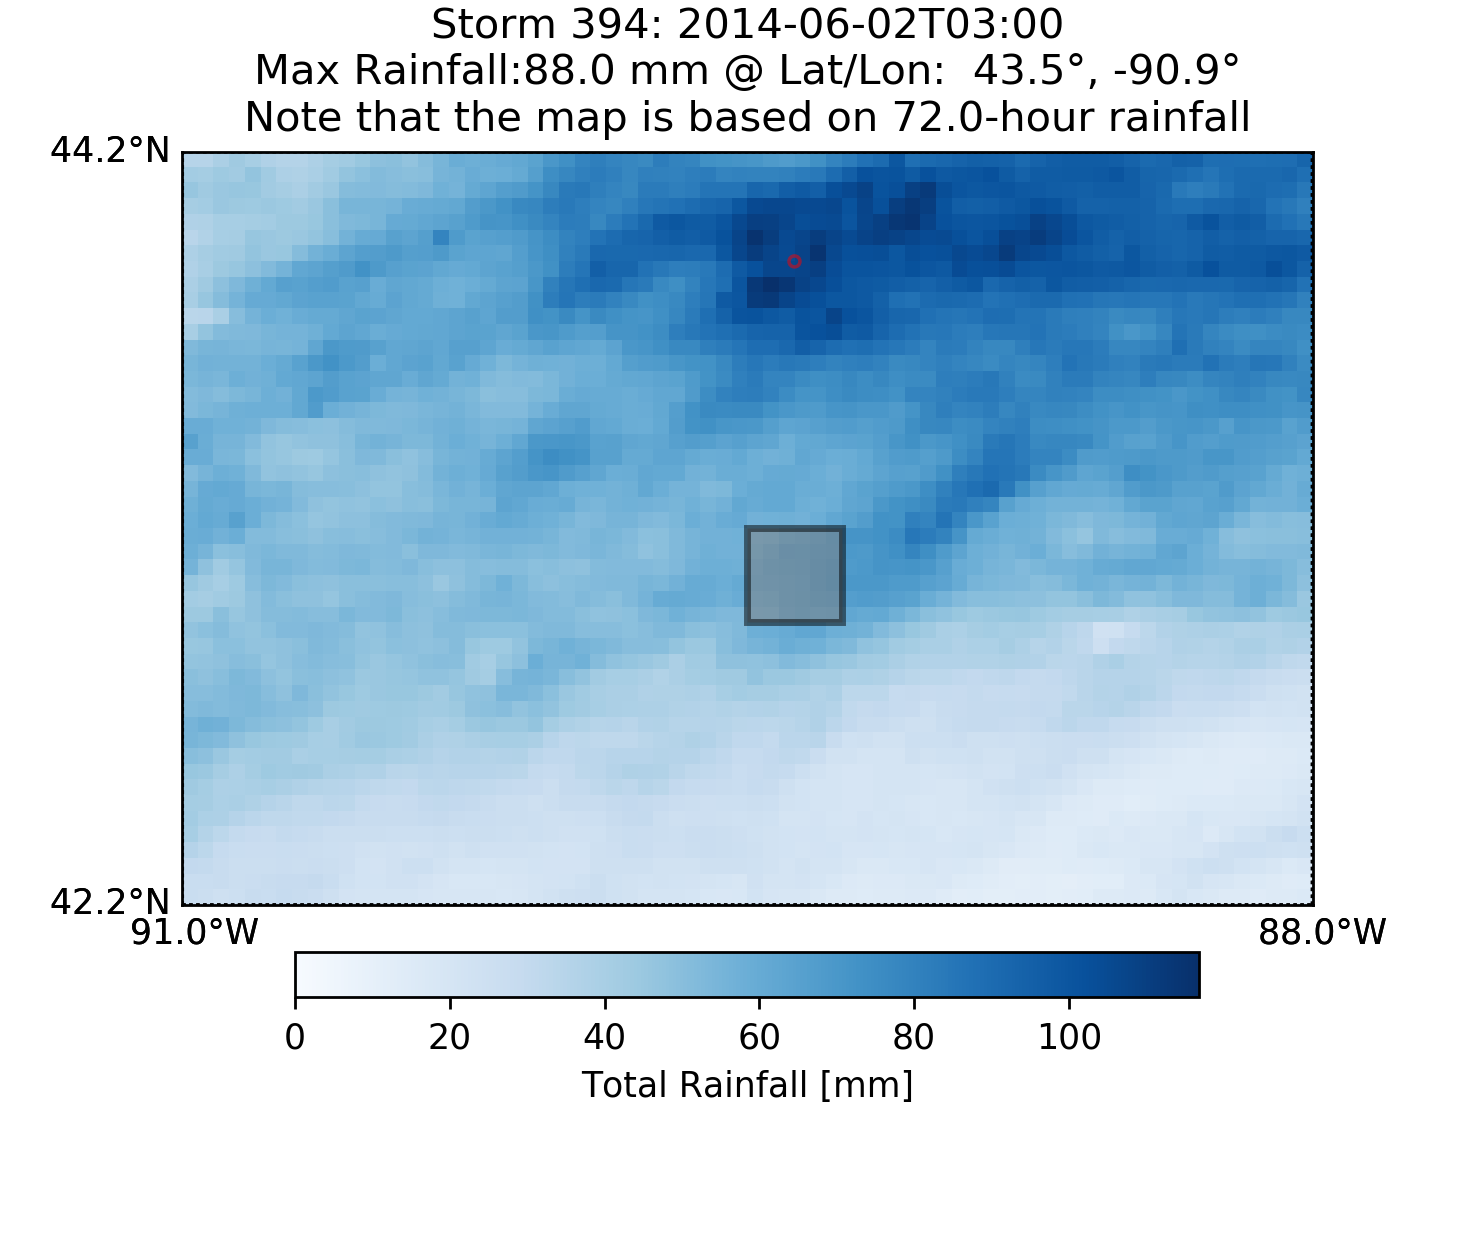 Storm 394: 2014-06-02T03:00
Max Rainfall:88.0 mm @ Lat/Lon:  43.5°, -90.9°
Note that the map is based on 72.0-hour rainfall
44.2°N
42.2°N
91.0°W 88.0°W
0 20 40 60 80 100
Total Rainfall [mm]